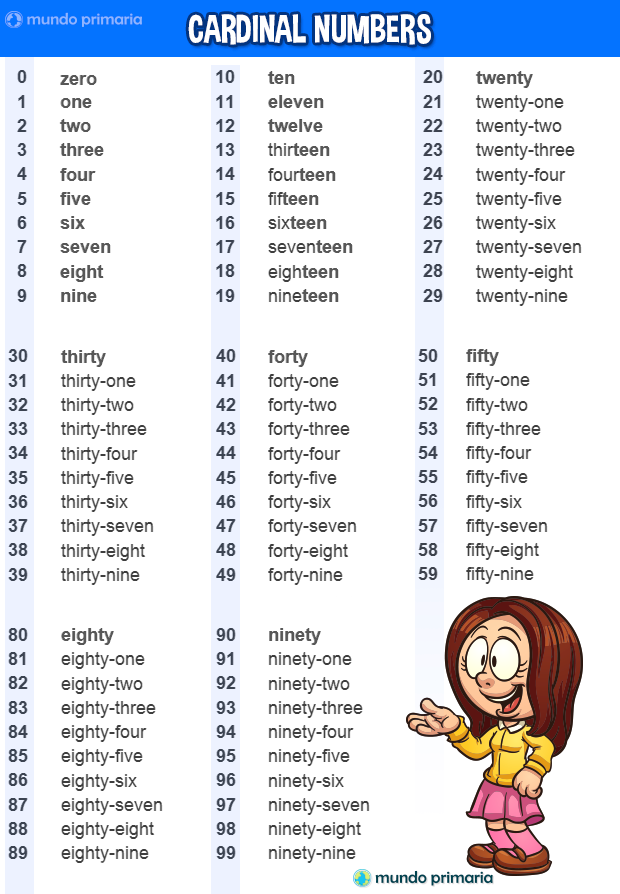 mundo primaria
CARDINAL NUMBERS
0 zero
1 one
2 two
3 three
4 four
5 five
6 six
7 seven
8 eight
9 nine
10 ten
11 eleven
12 twelve
13 thirteen
14 fourteen
15 fifteen
16 sixteen
17 seventeen
18 eighteen
19 nineteen
20 twenty
21 twenty-one
22 twenty-two
23 twenty-three
24 twenty-four
25 twenty-five
26 twenty-six
27 twenty-seven
28 twenty-eight
29 twenty-nine
30 thirty
31 thirty-one
32 thirty-two
33 thirty-three
34 thirty-four
35 thirty-five
36 thirty-six
37 thirty-seven
38 thirty-eight
39 thirty-nine
40 forty
41 forty-one
42 forty-two
43 forty-three
44 forty-four
45 forty-five
46 forty-six
47 forty-seven
48 forty-eight
49 forty-nine
50 fifty
51 fifty-one
52 fifty-two
53 fifty-three
54 fifty-four
55 fifty-five
56 fifty-six
57 fifty-seven
58 fifty-eight
59 fifty-nine
80 eighty
81 eighty-one
82 eighty-two
83 eighty-three
84 eighty-four
85 eighty-five
86 eighty-six
87 eighty-seven
88 eighty-eight
89 eighty-nine
90 ninety
91 ninety-one
92 ninety-two
93 ninety-three
94 ninety-four
95 ninety-five
96 ninety-six
97 ninety-seven
98 ninety-eight
99 ninety-nine
mundo primaria